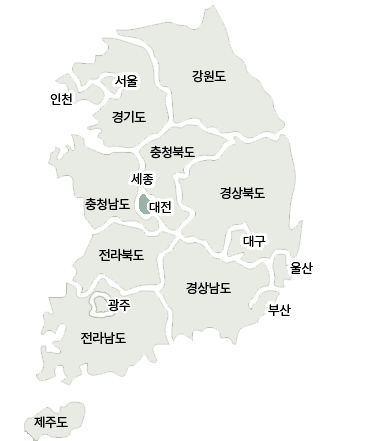 강원도
서울
인천
경기도
충청북도
세종
경상북도
충청남도
대전
대구
전라북도
울산
경상남도
광주
부산
전라남도
제주도